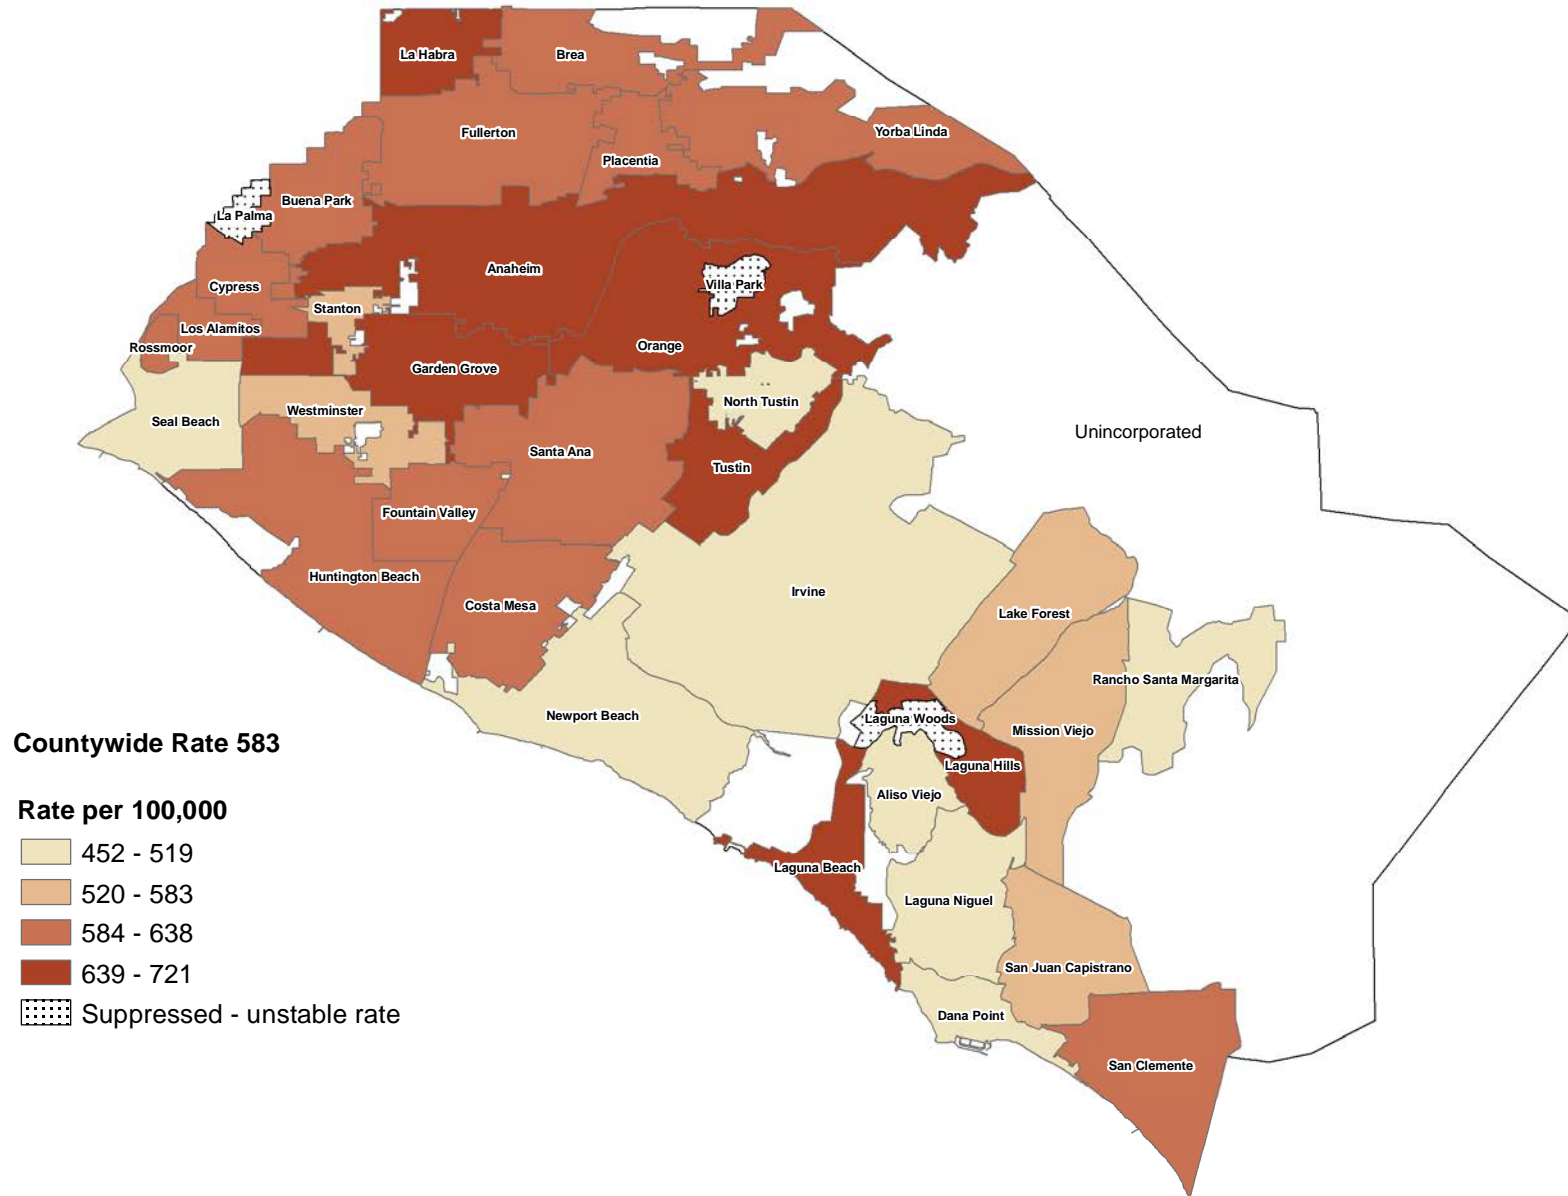 La Habra
Brea
Fullerton
Yorba Linda
Placentia
Buena Park
La Palma
Anaheim
Villa Park
Cypress
Stanton
Los Alamitos
Rossmoor
Orange
Garden Grove
North Tustin
Westminster
Seal Beach
Unincorporated
Santa Ana
Tustin
Fountain Valley
Huntington Beach
Irvine
Costa Mesa
Lake Forest
Rancho Santa Margarita
Newport Beach
Laguna Woods
Mission Viejo
Laguna Hills
Aliso Viejo
Laguna Beach
Laguna Niguel
San Juan Capistrano
Dana Point
San Clemente
Countywide Rate 583
Rate per 100,000
452 - 519
520 - 583
584 - 638
639 - 721
Suppressed - unstable rate